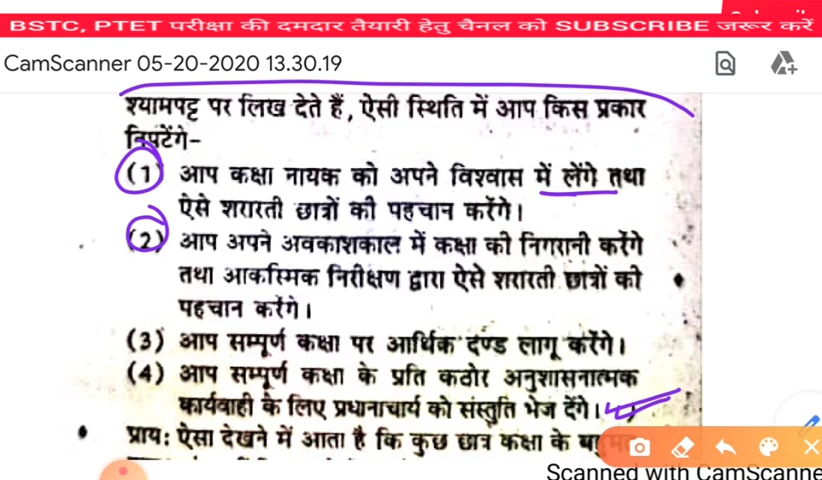 BSTC, PTET परीक्षा की दमदार तैयारी हेतु चैनल को SUBSCRIBE जरूर करें
CamScanner 05-20-2020 13.30.19
श्यामपट्ट पर लिख देते हैं, ऐसी स्थिति में आप किस प्रकार
निपटेंगे-
(1) आप कक्षा नायक को अपने विश्वास में लेंगे तथा
ऐसे शरारती छात्रों की पहचान करेंगे।
(2) आप अपने अवकाशकाल में कक्षा की निगरानी करेंगे
तथा आकस्मिक निरीक्षण द्वारा ऐसे शरारती छात्रों की
पहचान करेंगे।
(3) आप सम्पूर्ण कक्षा पर आर्थिक दण्ड लागू करेंगे।
(4) आप सम्पूर्ण कक्षा के प्रति कठोर अनुशासनात्मक
कार्यवाही के लिए प्रधानाचार्य को संस्तुति भेज देंगे।
प्राय: ऐसा देखने में आता है कि कुछ छात्र कक्षा के
Scanned with CamScanne